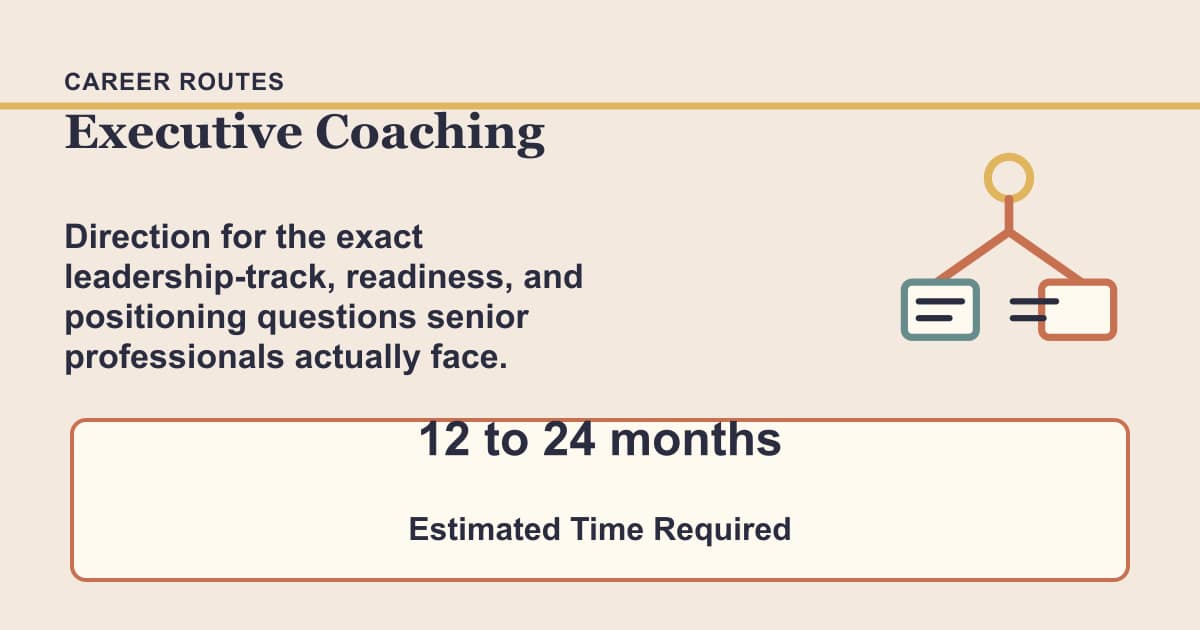 CAREER ROUTES
Executive Coaching
Direction for the exact
leadership-track, readiness, and
positioning questions senior
professionals actually face.
12 to 24 months
Estimated Time Required